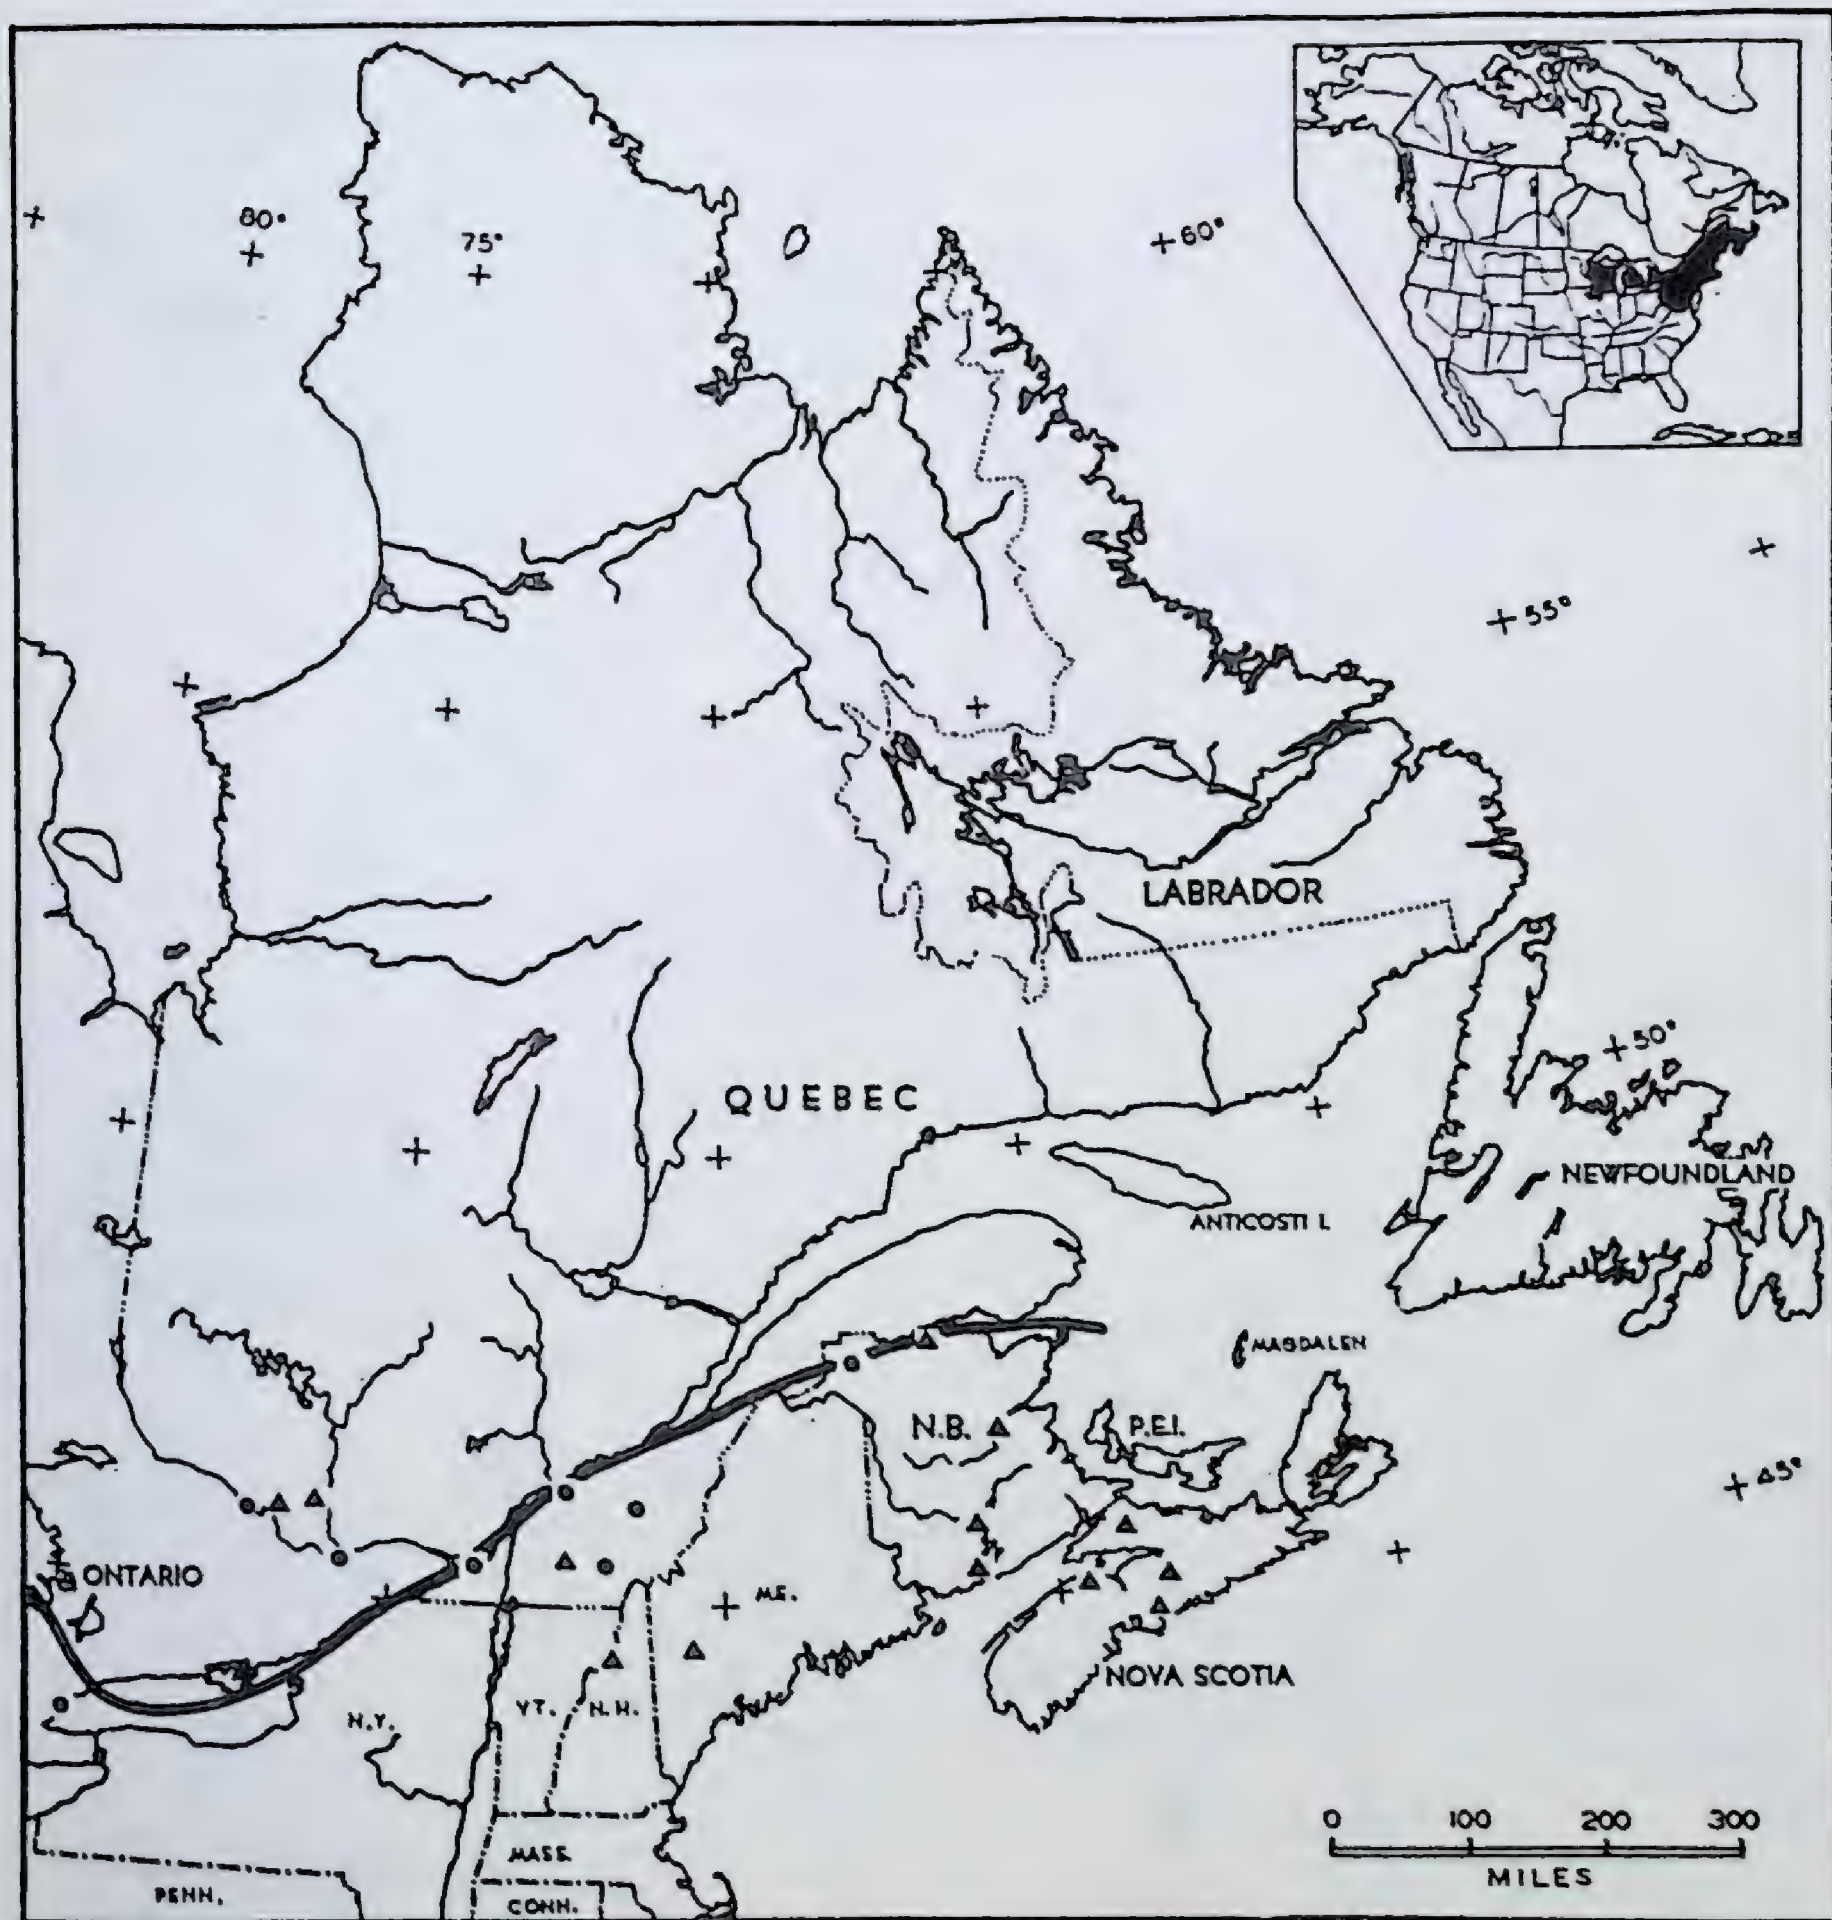 80°
75°
60°
55°
LABRADOR
50°
QUEBEC
NEWFOUNDLAND
ANTICOSTI I.
MAGDALEN
N.B.
P.E.I.
45°
ONTARIO
ME.
NOVA SCOTIA
N.Y.
VT.
N.H.
0 100 200 300
MILES
MASS.
PENN.
CONN.